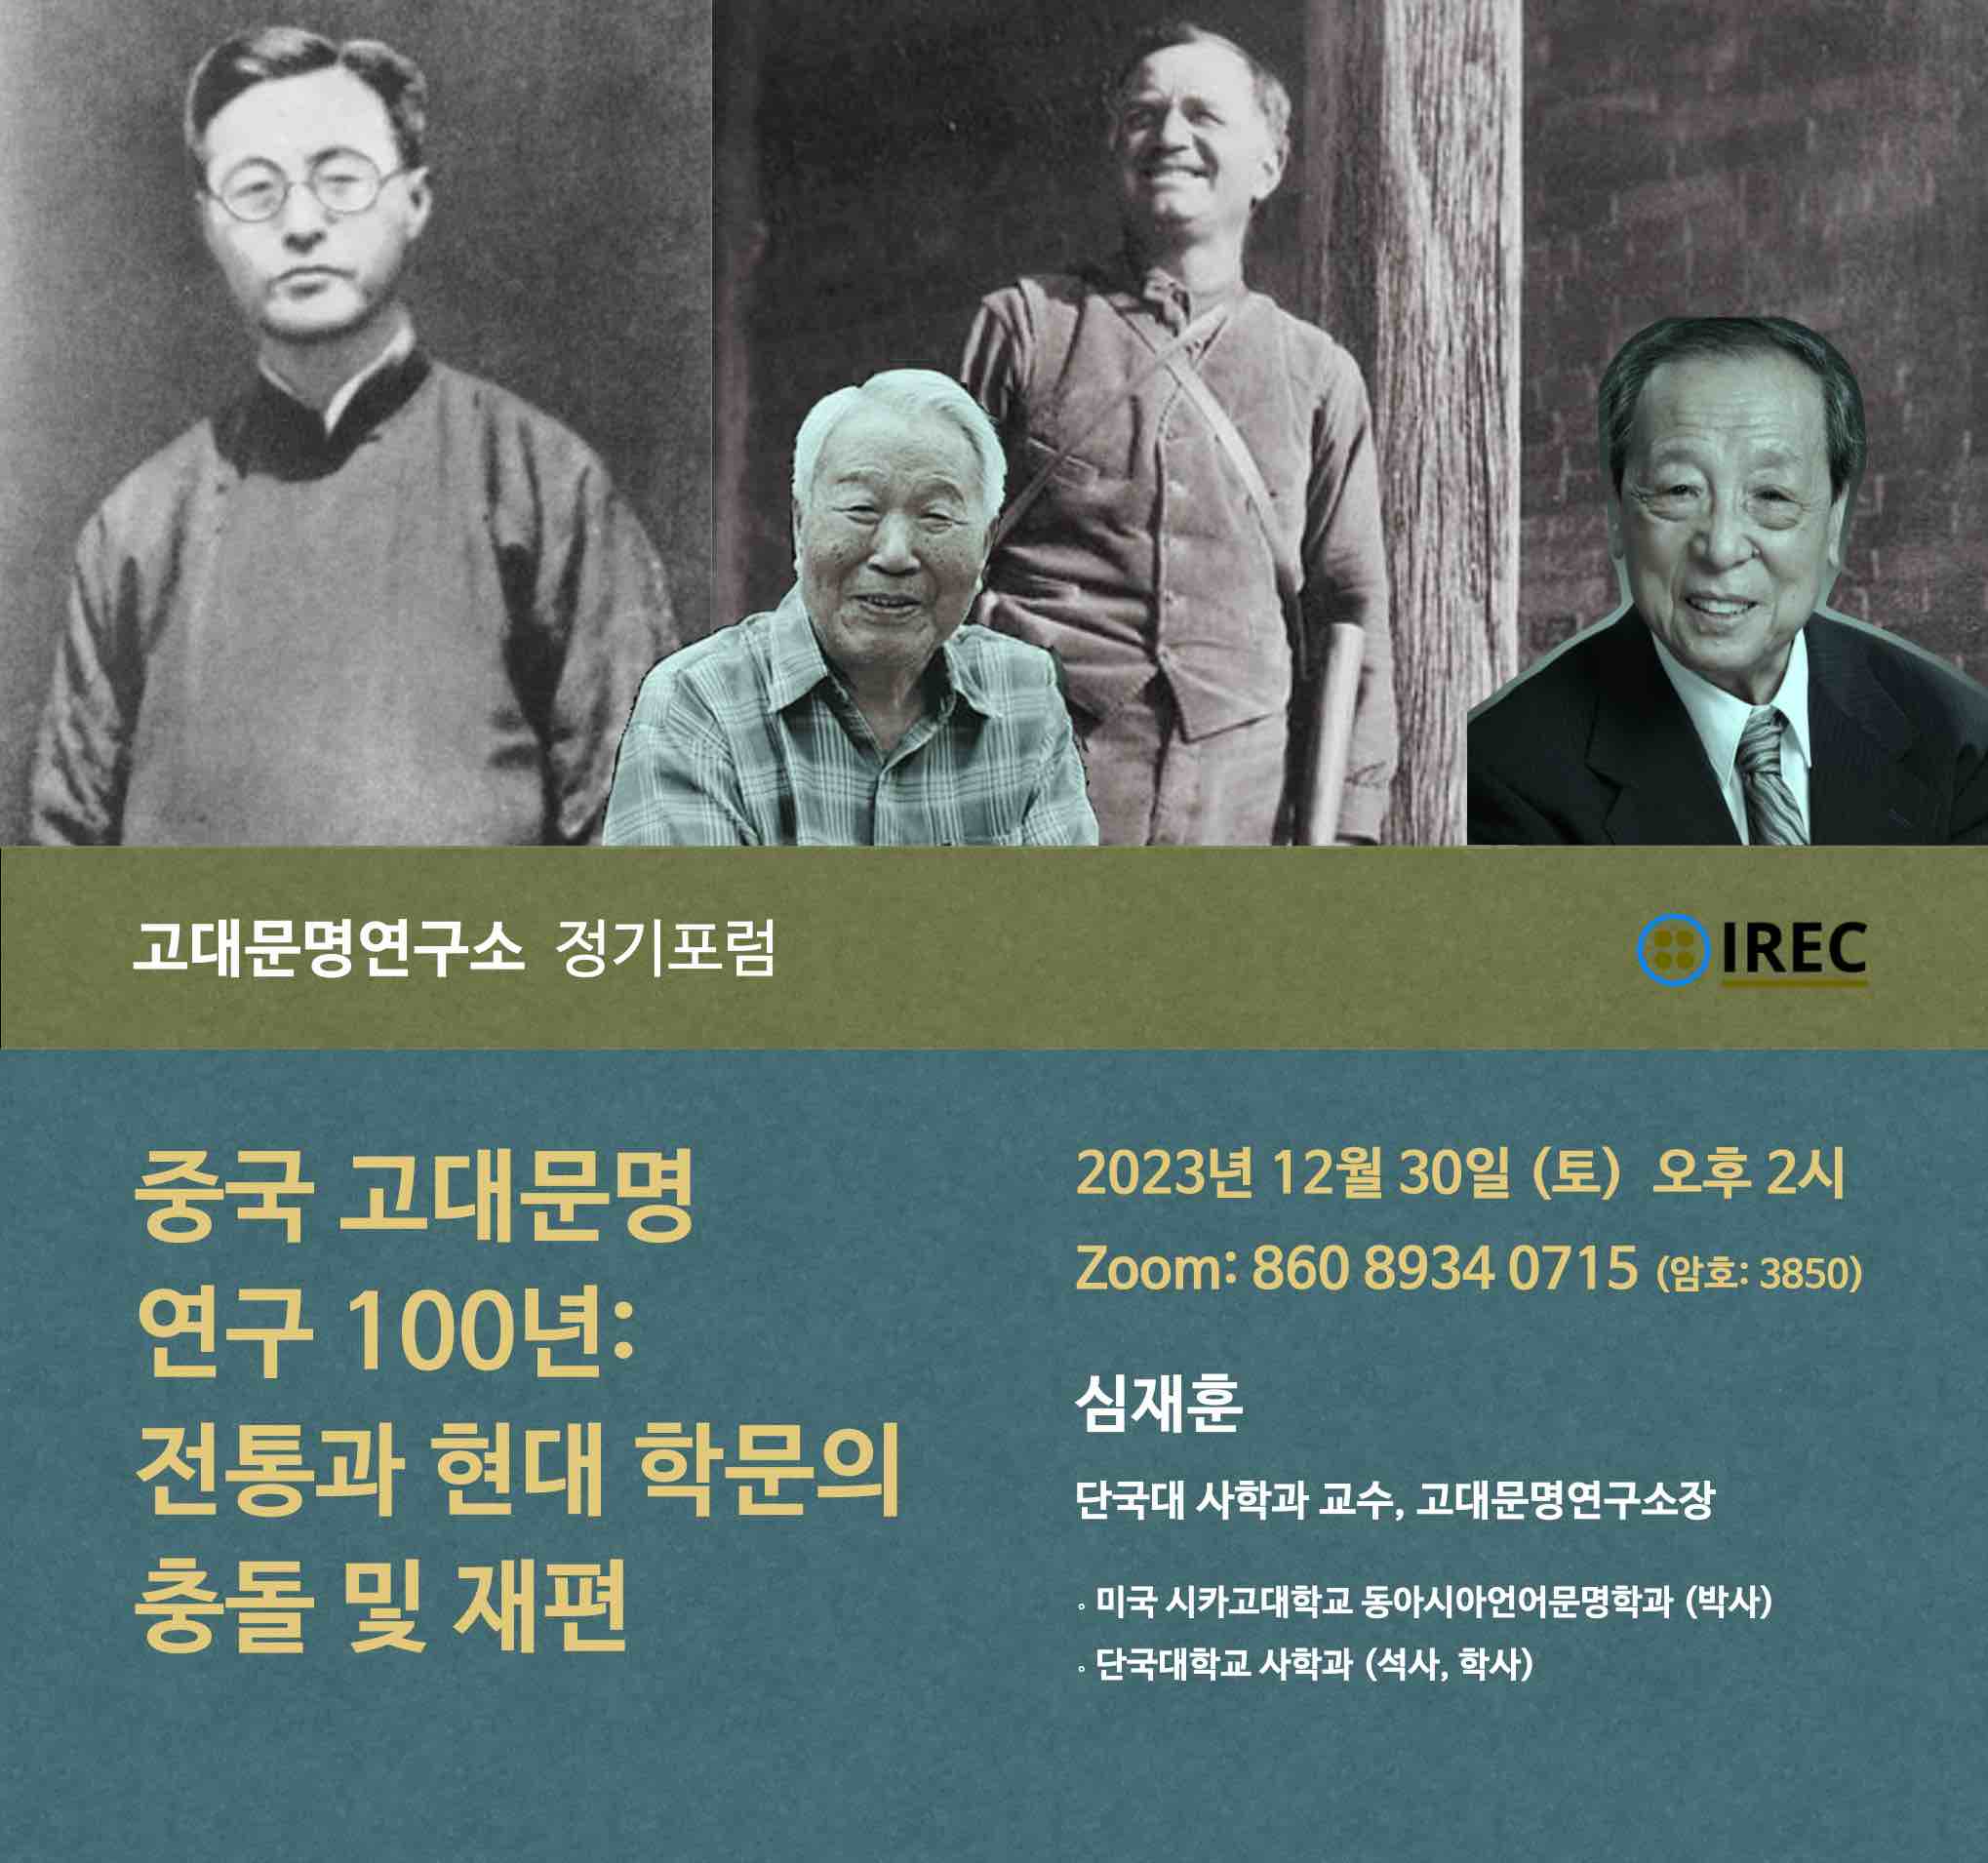 고대문명연구소 정기포럼
IREC
중국 고대문명
연구 100년:
전통과 현대 학문의
충돌 및 재편
2023년 12월 30일 (토) 오후 2시
Zoom: 860 8934 0715 (암호: 3850)
심재훈
단국대 사학과 교수, 고대문명연구소장
◦ 미국 시카고대학교 동아시아언어문명학과 (박사)
◦ 단국대학교 사학과 (석사, 학사)